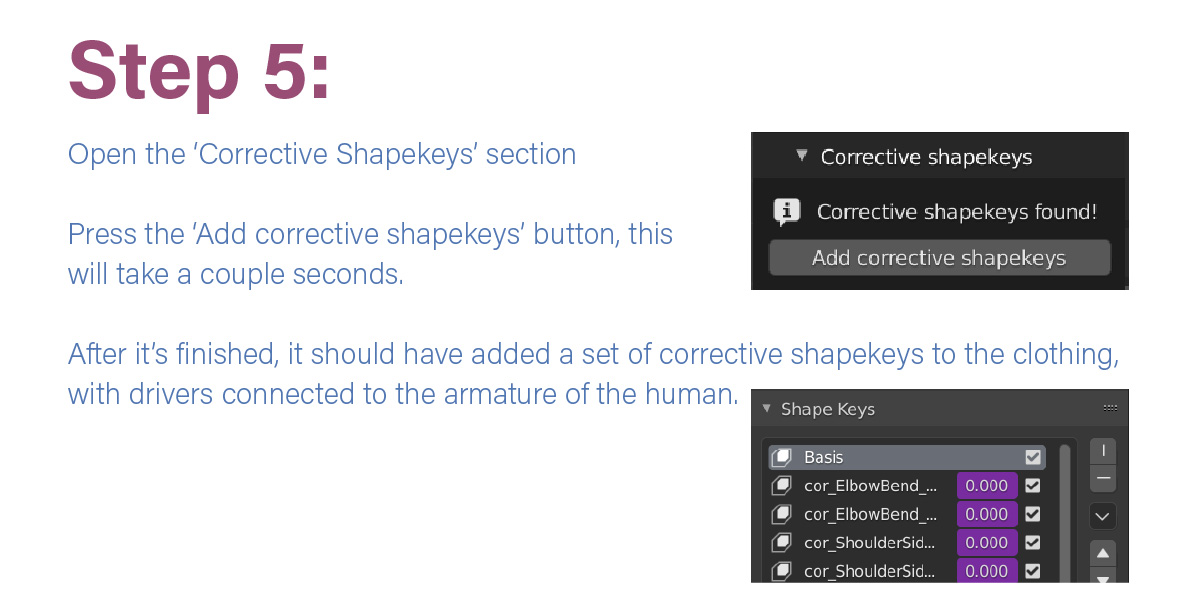 Step 5:
Open the ‘Corrective Shapekeys’ section
Press the ‘Add corrective shapekeys’ button, this
will take a couple seconds.
After it’s finished, it should have added a set of corrective shapekeys to the clothing,
with drivers connected to the armature of the human.
Corrective shapekeys
Corrective shapekeys found!
Add corrective shapekeys
Shape Keys
Basis
cor_ElbowBend_... 0.000
cor_ElbowBend_... 0.000
cor_ShoulderSid... 0.000
cor_ShoulderSid... 0.000